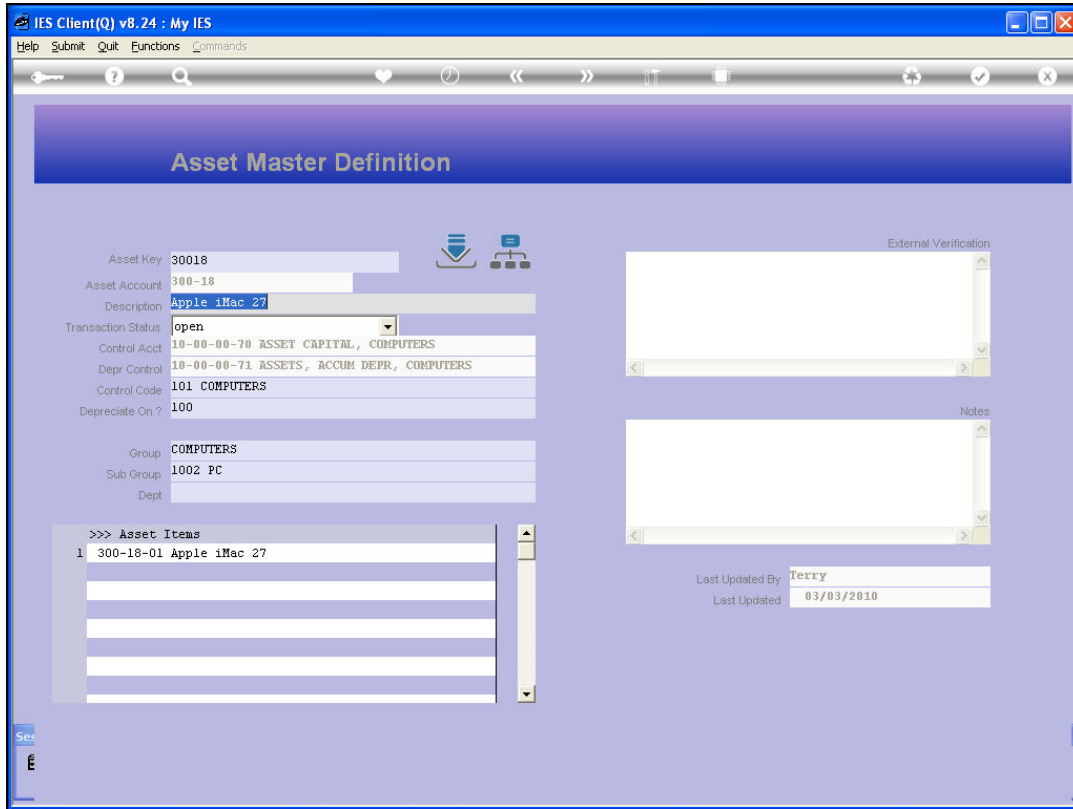 IES Client(Q) v8.24 : My IES
Help Submit Quit Functions Commands
Asset Master Definition
Asset Key 30018
Asset Account 300-18
Description Apple iMac 27
Transaction Status open
Control Acct 10-00-00-70 ASSET CAPITAL, COMPUTERS
Depr Control 10-00-00-71 ASSETS, ACCUM DEPR, COMPUTERS
Control Code 101 COMPUTERS
Depreciate On ? 100
Group COMPUTERS
Sub Group 1002 PC
Dept
>>> Asset Items
1 300-18-01 Apple iMac 27
External Verification
Notes
Last Updated By Terry
Last Updated 03/03/2010